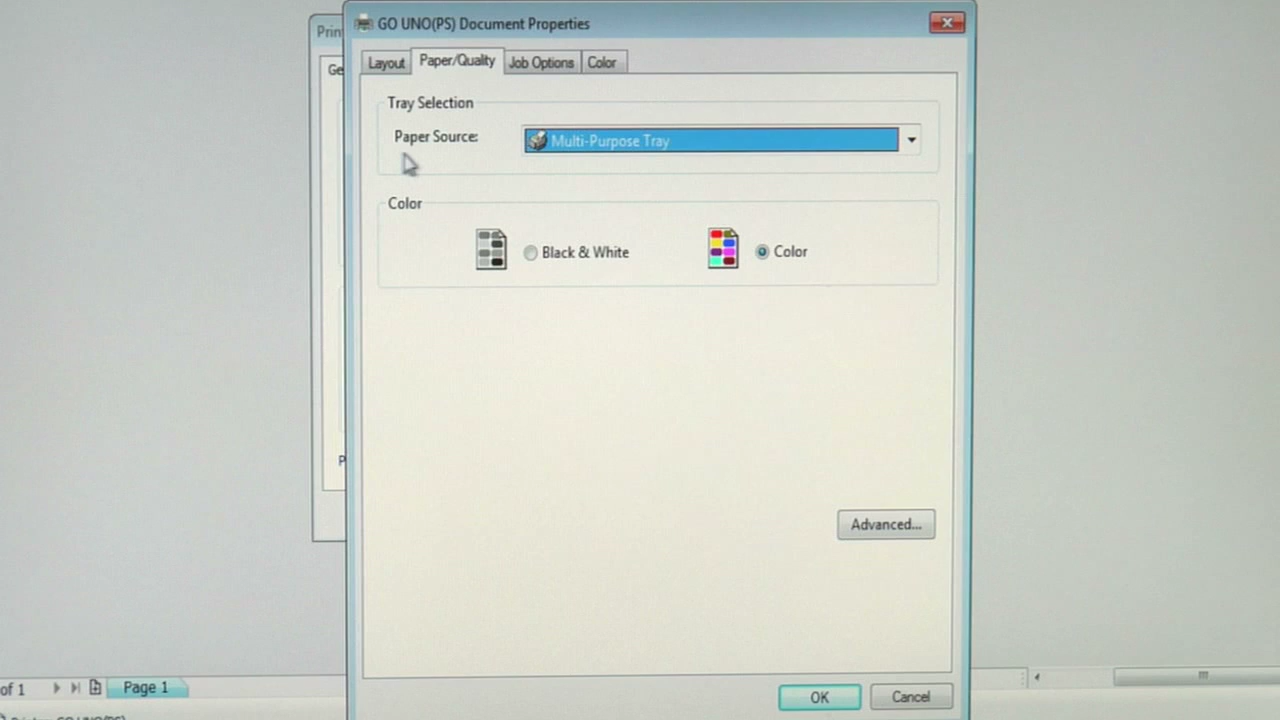 GO UNO(PS) Document Properties
Layout
Paper/Quality
Job Options
Color
Tray Selection
Paper Source:
Multi-Purpose Tray
Color
Black & White
Color
Advanced...
of 1
Page 1
OK
Cancel